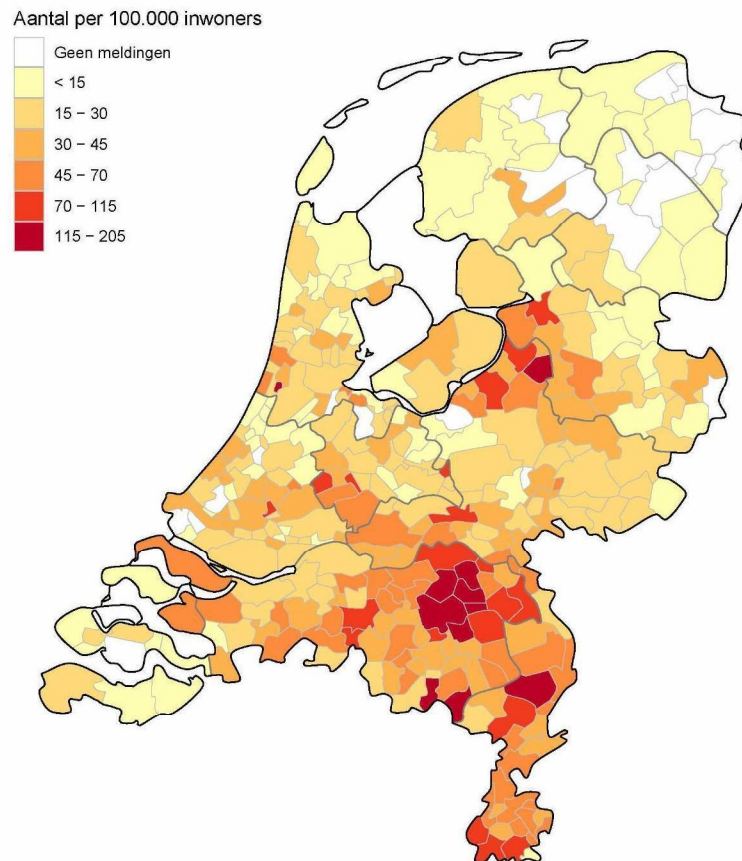 Aantal per 100.000 inwoners
Geen meldingen
< 15
15 – 30
30 – 45
45 – 70
70 – 115
115 – 205